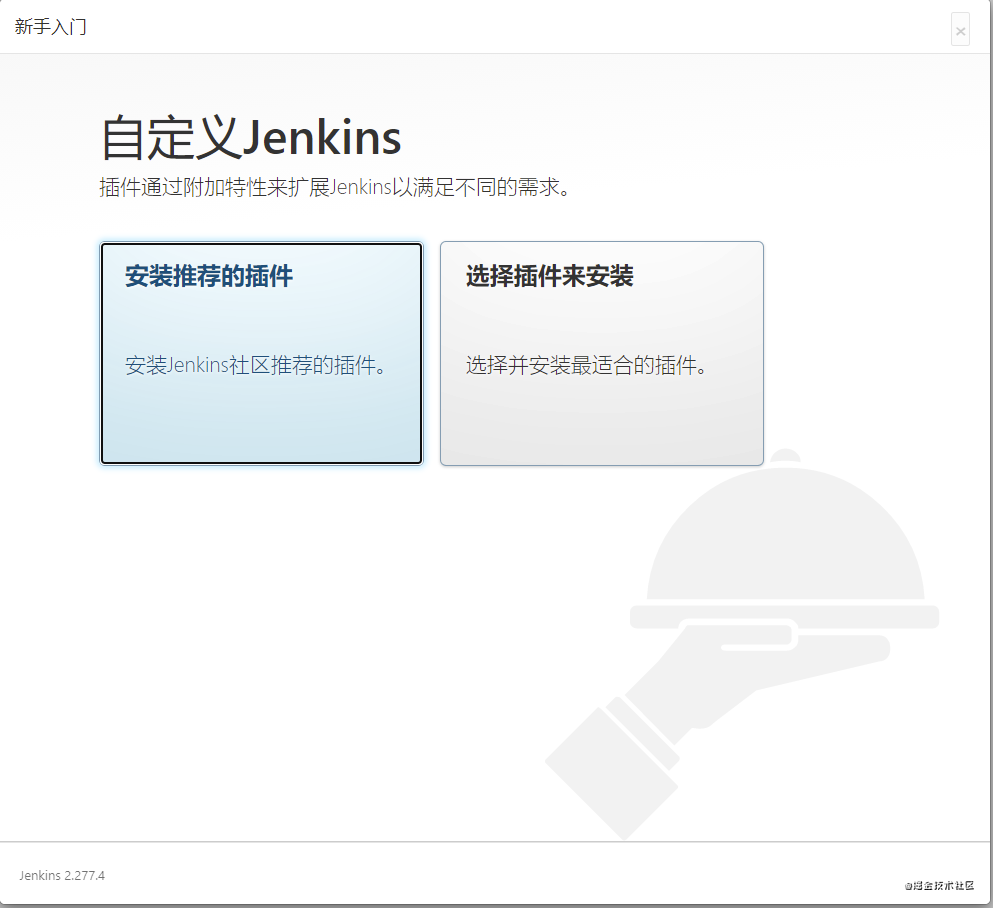 新手入门
×
自定义Jenkins
插件通过附加特性来扩展Jenkins以满足不同的需求。
安装推荐的插件
安装Jenkins社区推荐的插件。
选择插件来安装
选择并安装最适合的插件。
Jenkins 2.277.4
@掘金技术社区